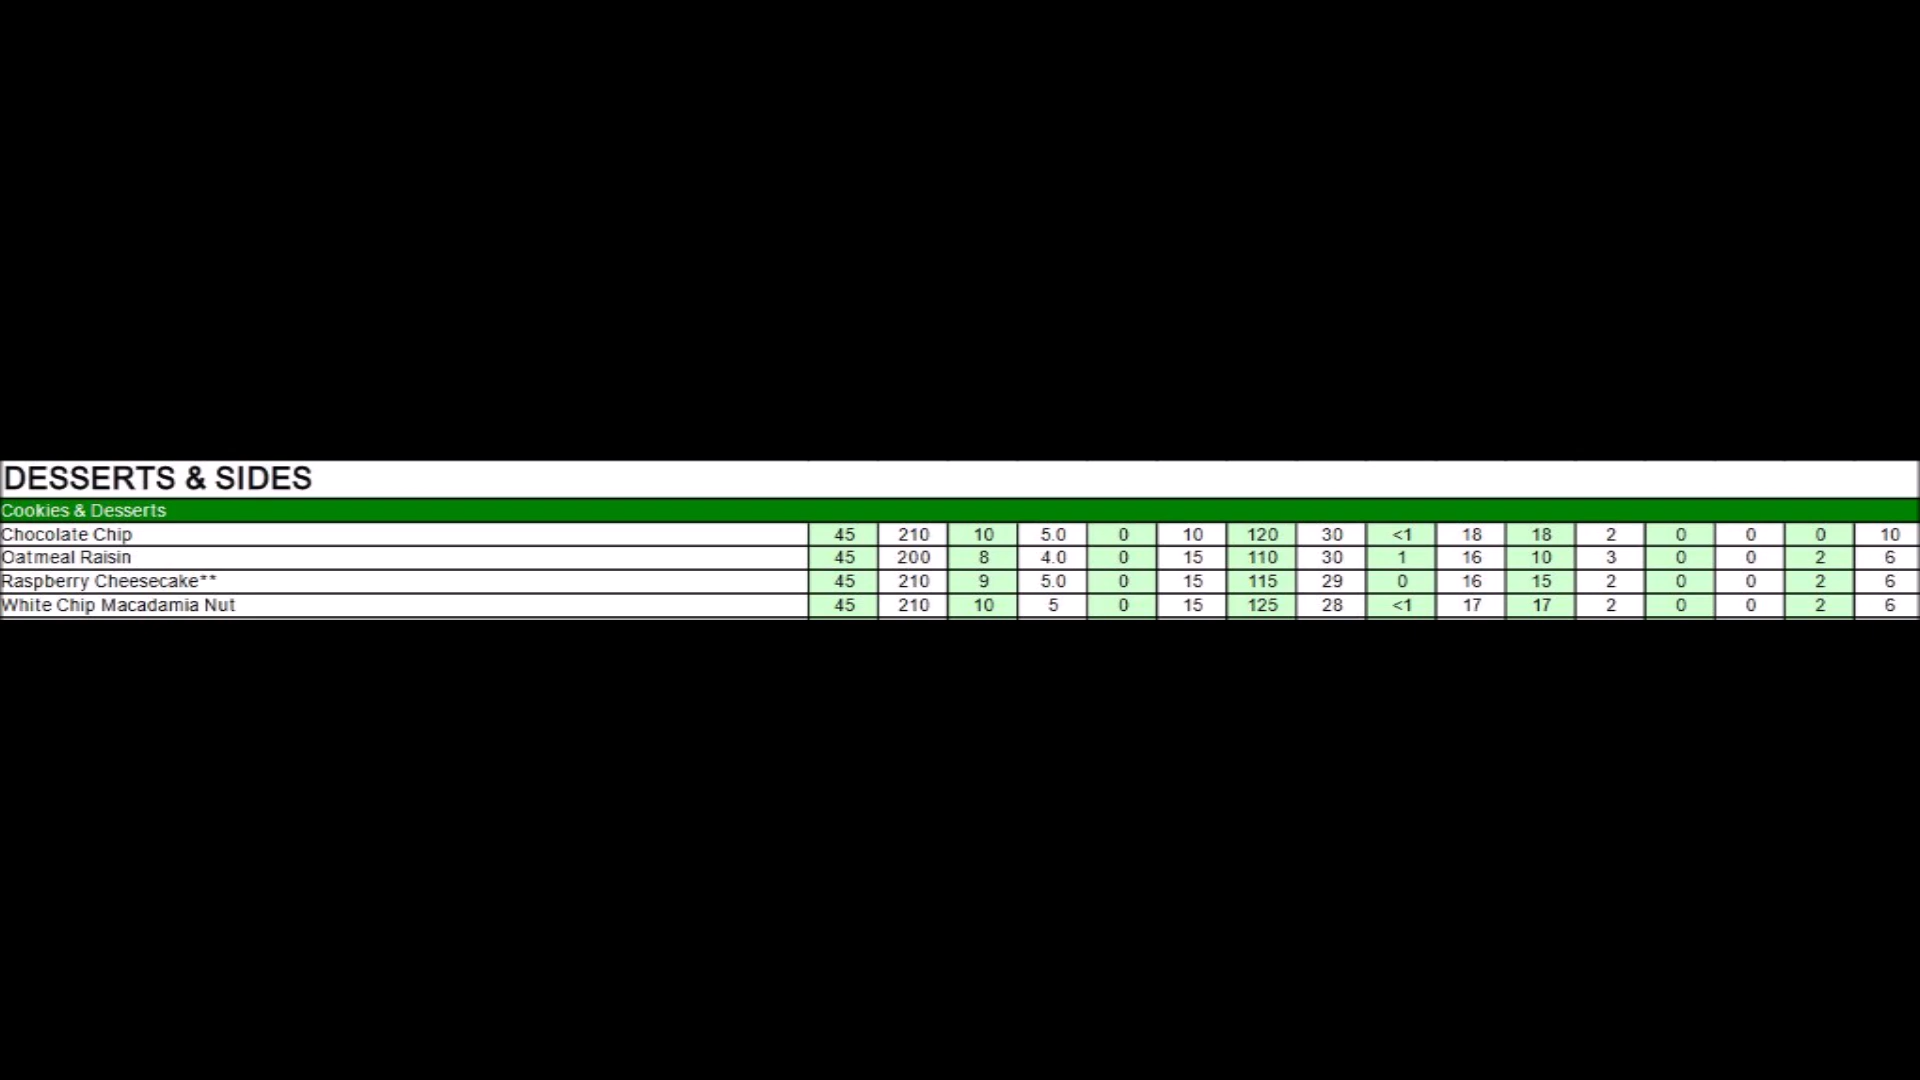 DESSERTS & SIDES
Cookies & Desserts
Chocolate Chip 45 210 10 5.0 0 10 120 30 <1 18 18 2 0 0 0 10
Oatmeal Raisin 45 200 8 4.0 0 15 110 30 1 16 10 3 0 0 2 6
Raspberry Cheesecake** 45 210 9 5.0 0 15 115 29 0 16 15 2 0 0 2 6
White Chip Macadamia Nut 45 210 10 5 0 15 125 28 <1 17 17 2 0 0 2 6